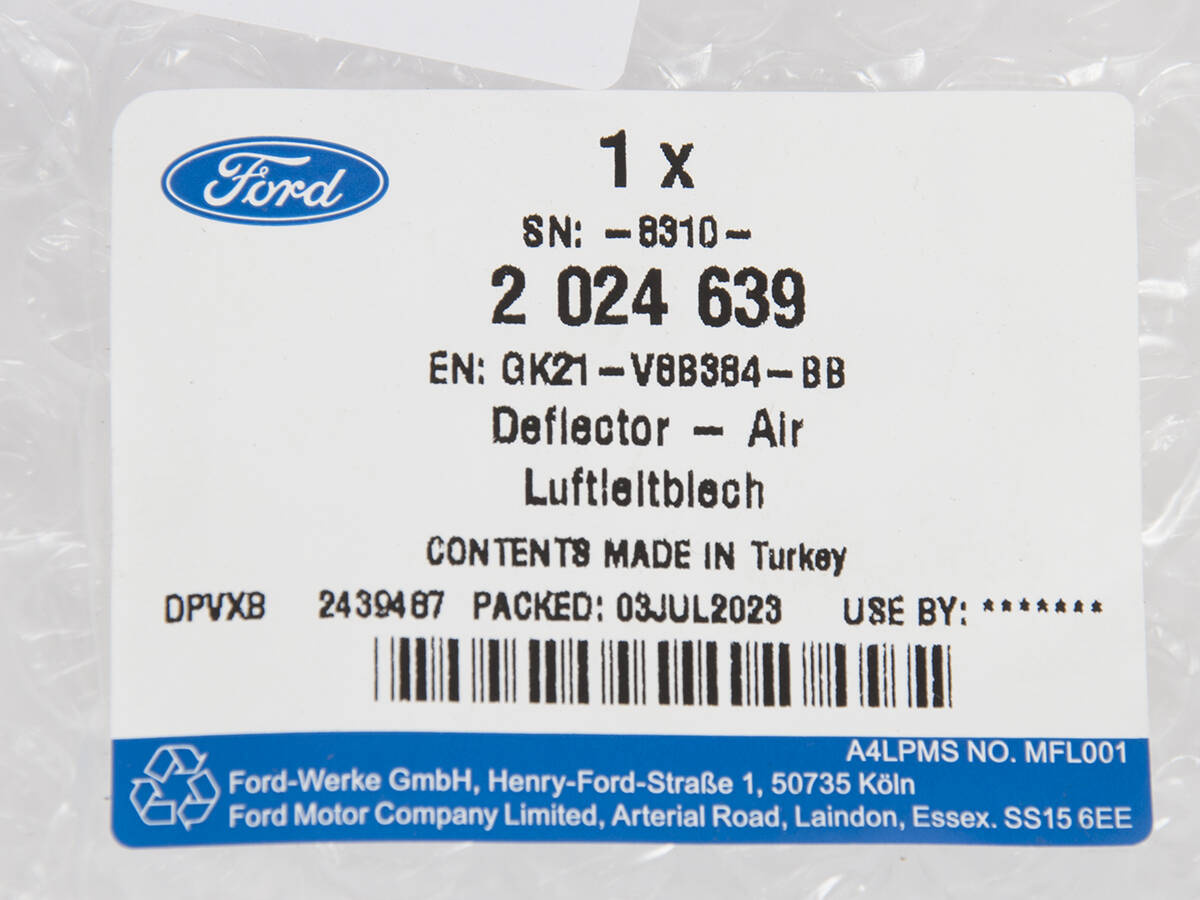 Ford
1 x
SN: -8310-
2 024 639
EN: GK21-V8B384-BB
Deflector - Air
Luftleitblech
CONTENTS MADE IN Turkey
DPVXB 2439487 PACKED: 03JUL2023 USE BY: *******
A4LPMS NO. MFL001
Ford-Werke GmbH, Henry-Ford-Straße 1, 50735 Köln
Ford Motor Company Limited, Arterial Road, Laindon, Essex. SS15 6EE